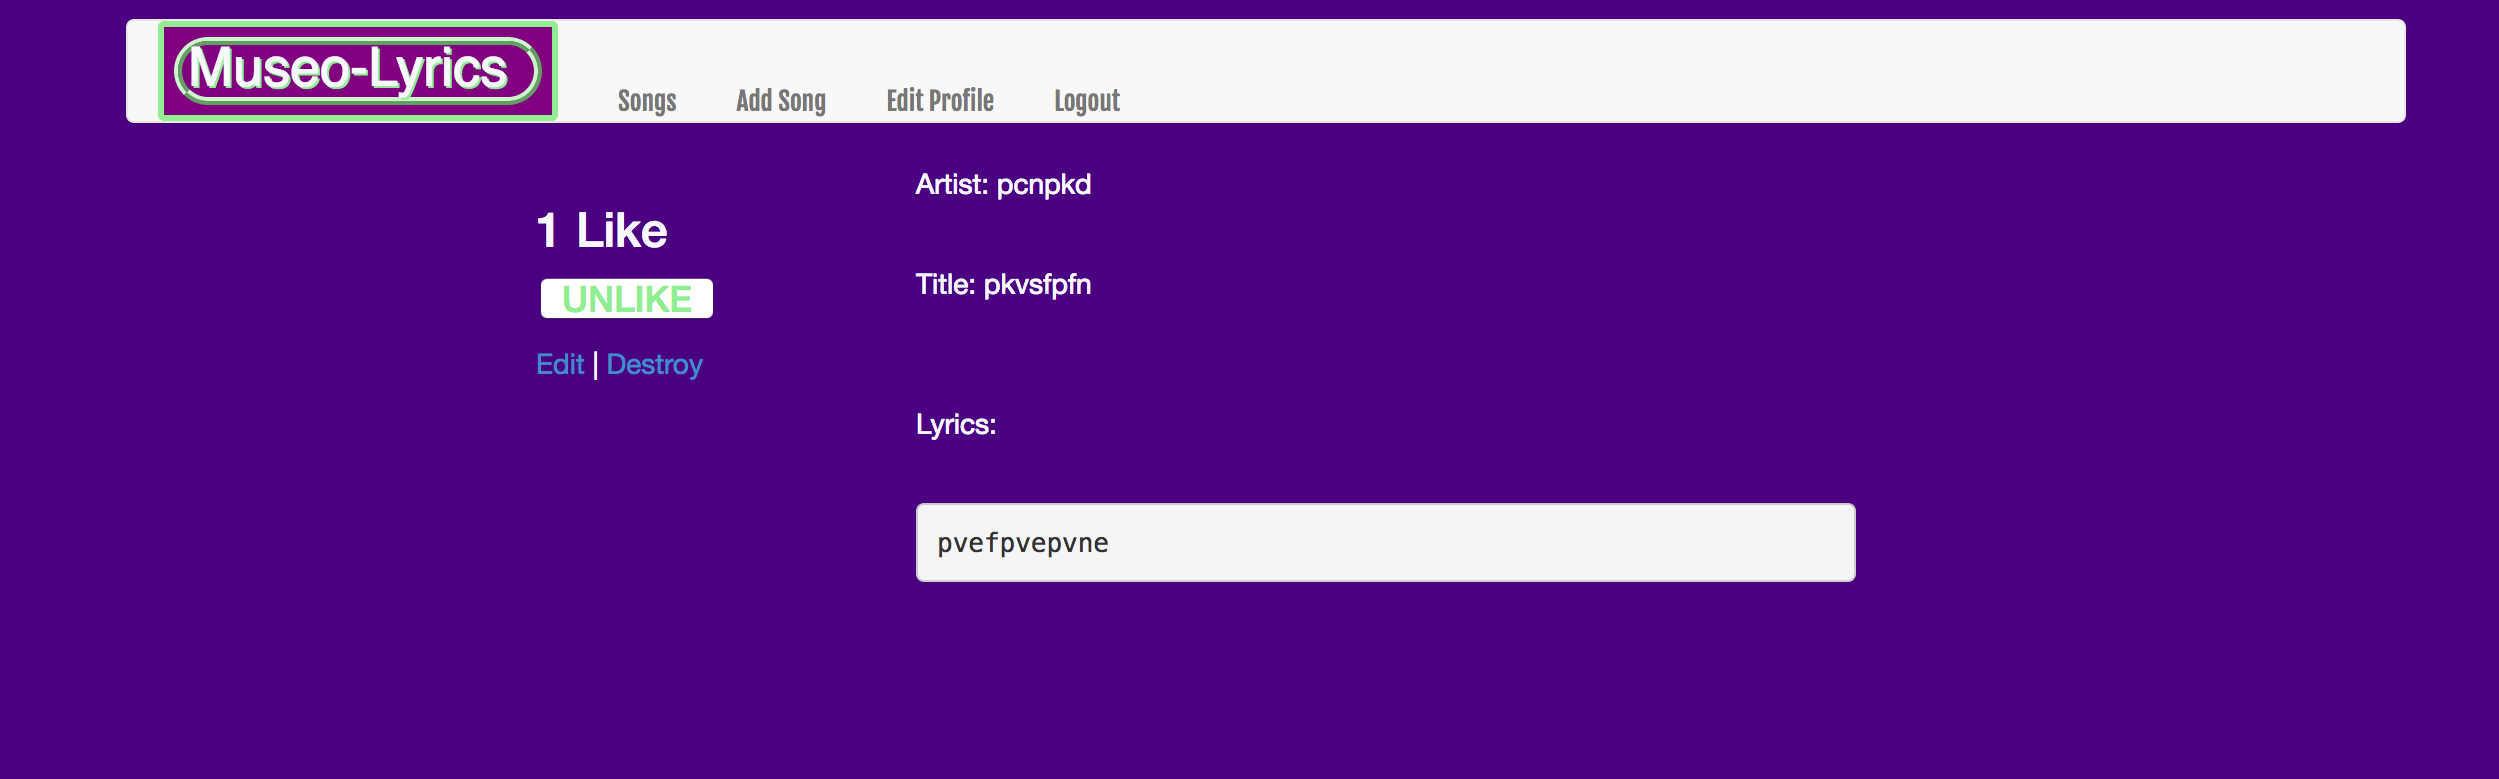 Museo-Lyrics
Songs Add Song Edit Profile Logout
1 Like
UNLIKE
Edit | Destroy
Artist: pcnpkd
Title: pkvsfpfn
Lyrics:
pvefpvepvne